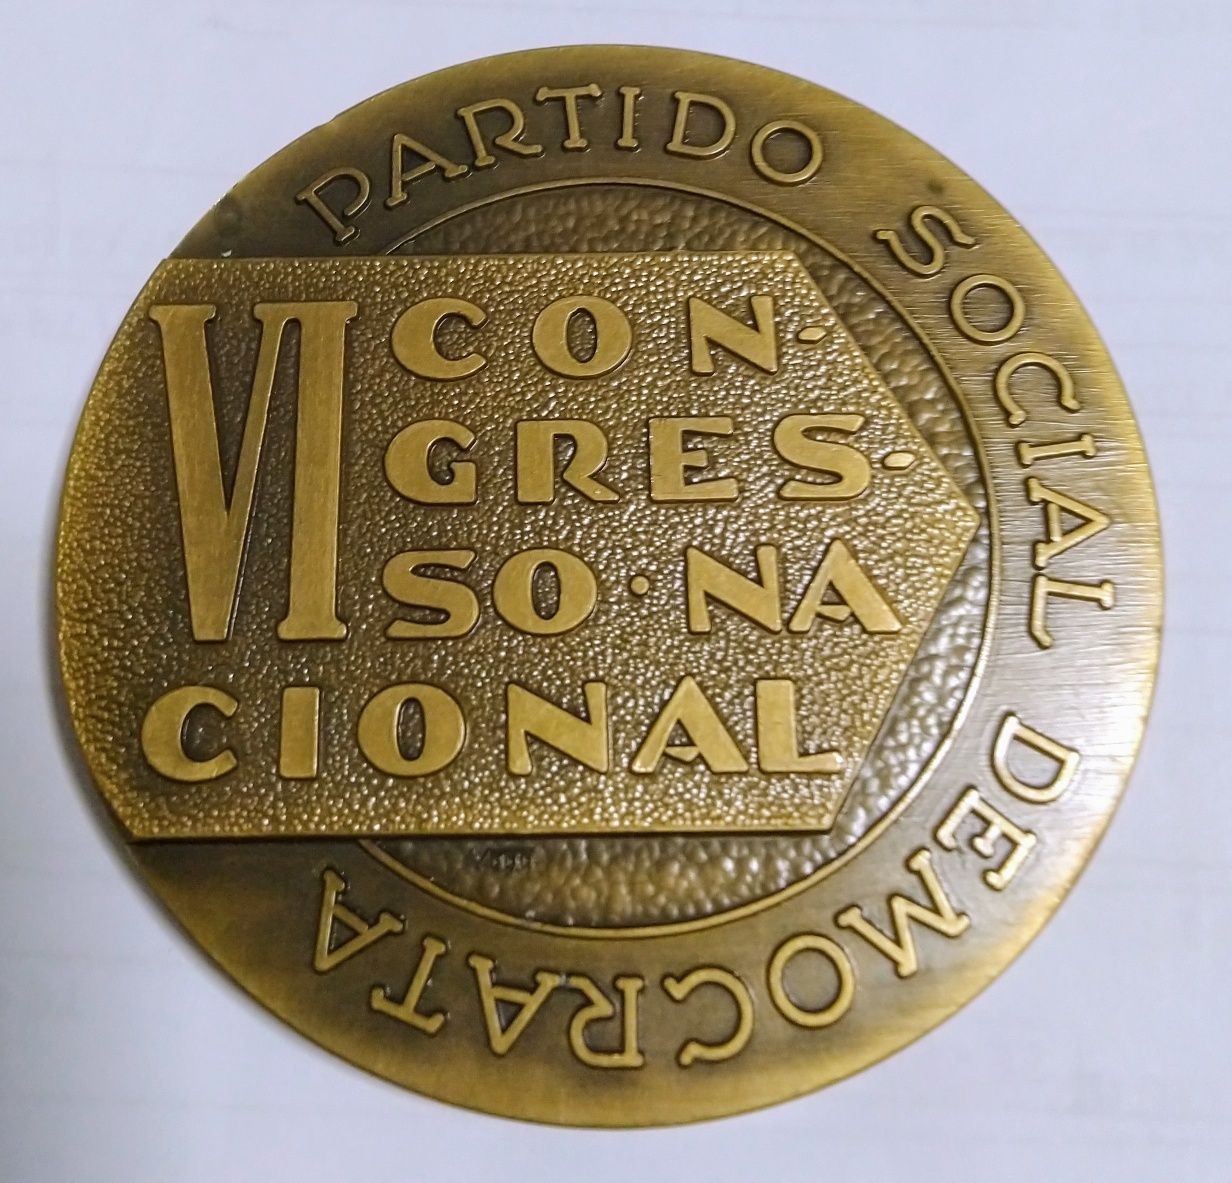 PARTIDO SOCIAL DEMOCRATA
VI
CON-
GRES-
SO·NA
CIONAL